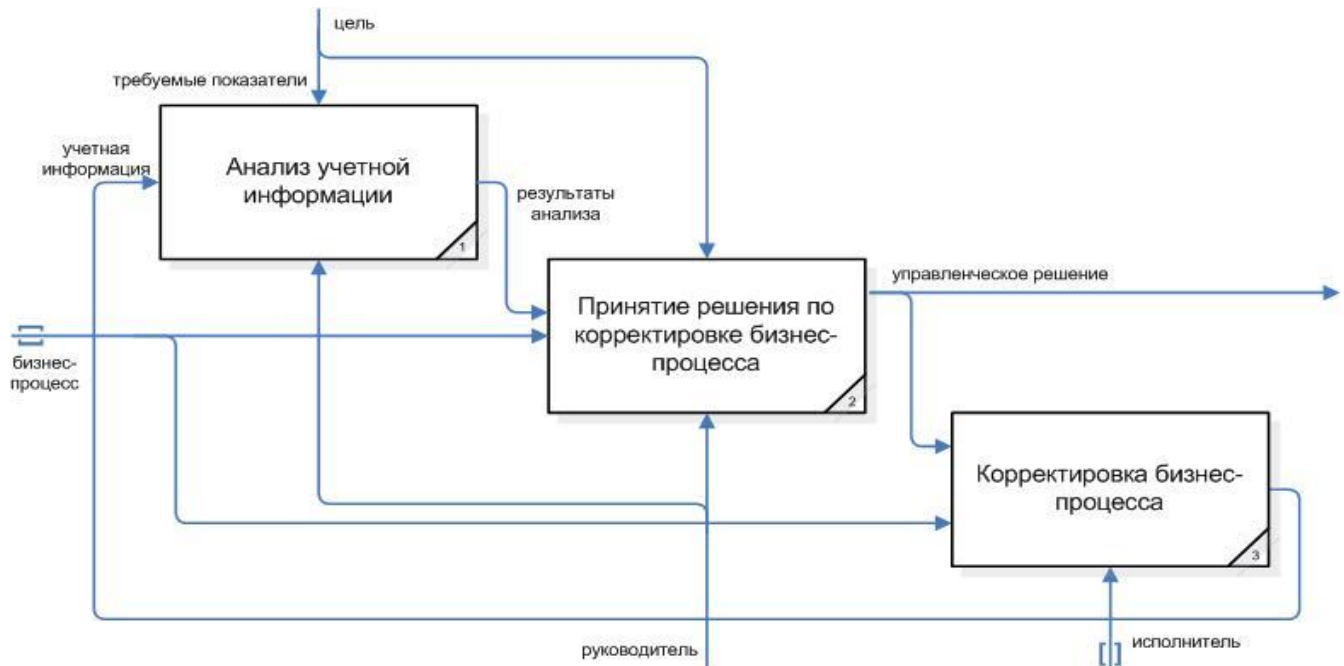 цель
требуемые показатели
учетная
информация
Анализ учетной
информации
1
результаты
анализа
управленческое решение
Принятие решения по
корректировке бизнес-
процесса
2
бизнес-
процесс
Корректировка бизнес-
процесса
3
руководитель
исполнитель